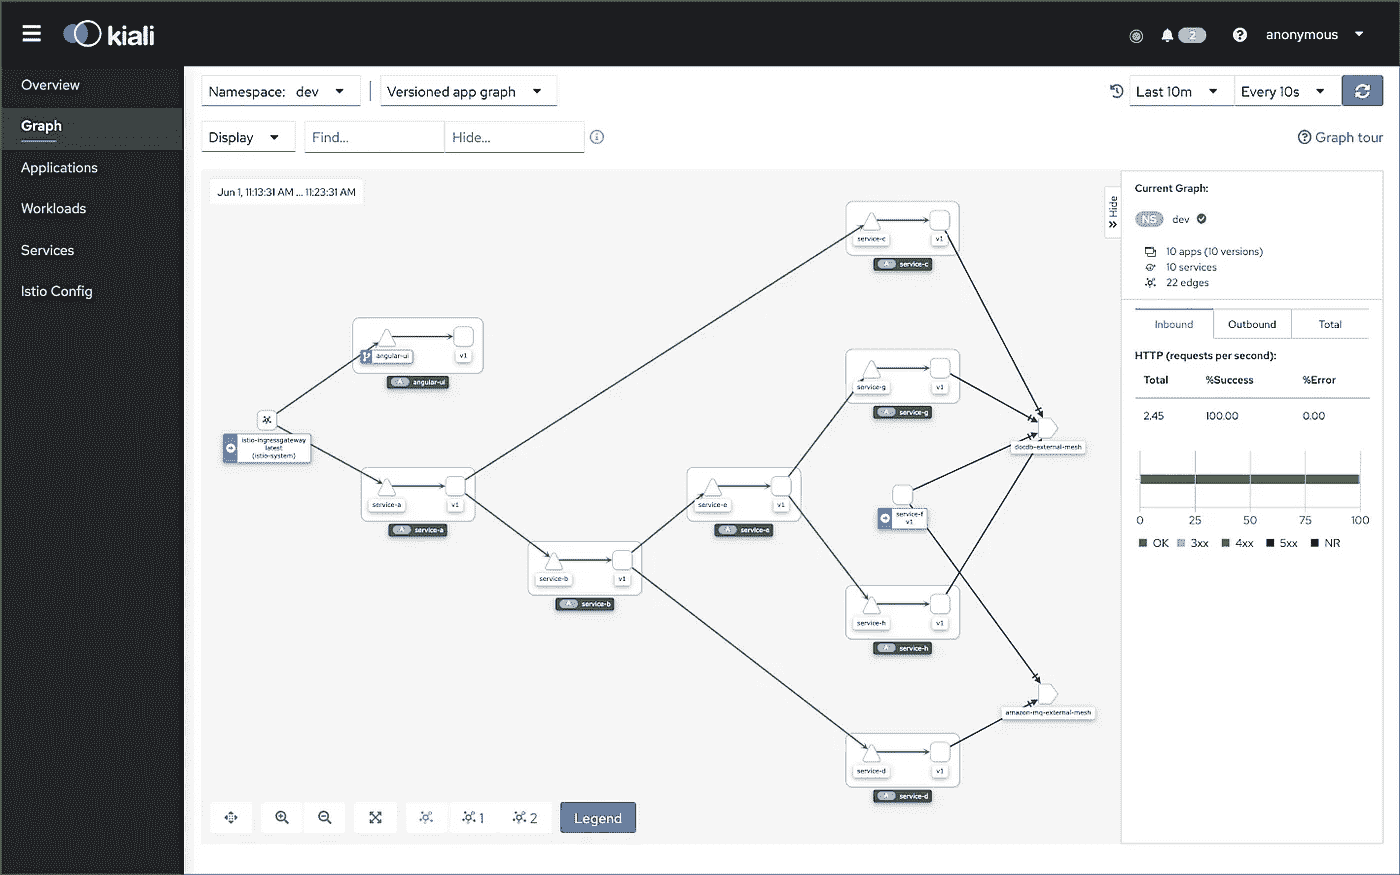 kiali
2
anonymous
Overview
Graph
Applications
Workloads
Services
Istio Config
Namespace: dev
Versioned app graph
Last 10m
Every 10s
Display
Find...
Hide...
Graph tour
Jun 1, 11:13:31 AM ... 11:23:31 AM
service-c
v1
A service-c
angular-ui
v1
A angular-ui
service-g
v1
A service-g
istio-ingressgateway
latest
(istio-system)
docdb-external-mesh
service-a
v1
A service-a
service-e
v1
A service-e
service-f
v1
service-b
v1
A service-b
service-h
v1
A service-h
amazon-mq-external-mesh
service-d
v1
A service-d
1
2
Legend
Hide
Current Graph:
NS dev
10 apps (10 versions)
10 services
22 edges
Inbound
Outbound
Total
HTTP (requests per second):
Total %Success %Error
2.45 100.00 0.00
0 25 50 75 100
OK 3xx 4xx 5xx NR